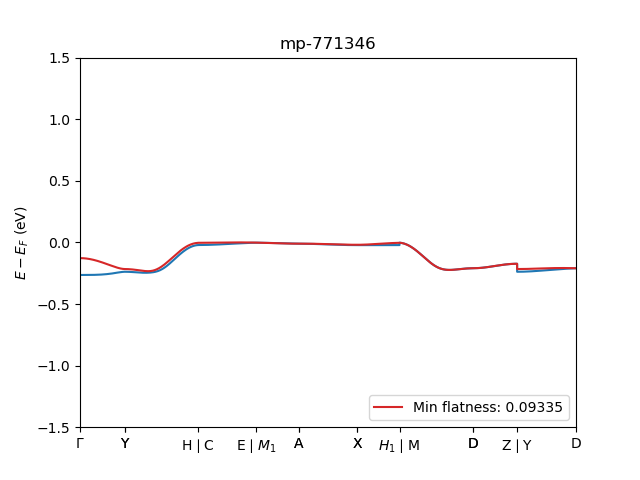 mp-771346
1.5
1.0
0.5
0.0
−0.5
−1.0
−1.5
E − E_F (eV)
Min flatness: 0.09335
Γ Y H | C E | M_1 A X H_1 | M D Z | Y D